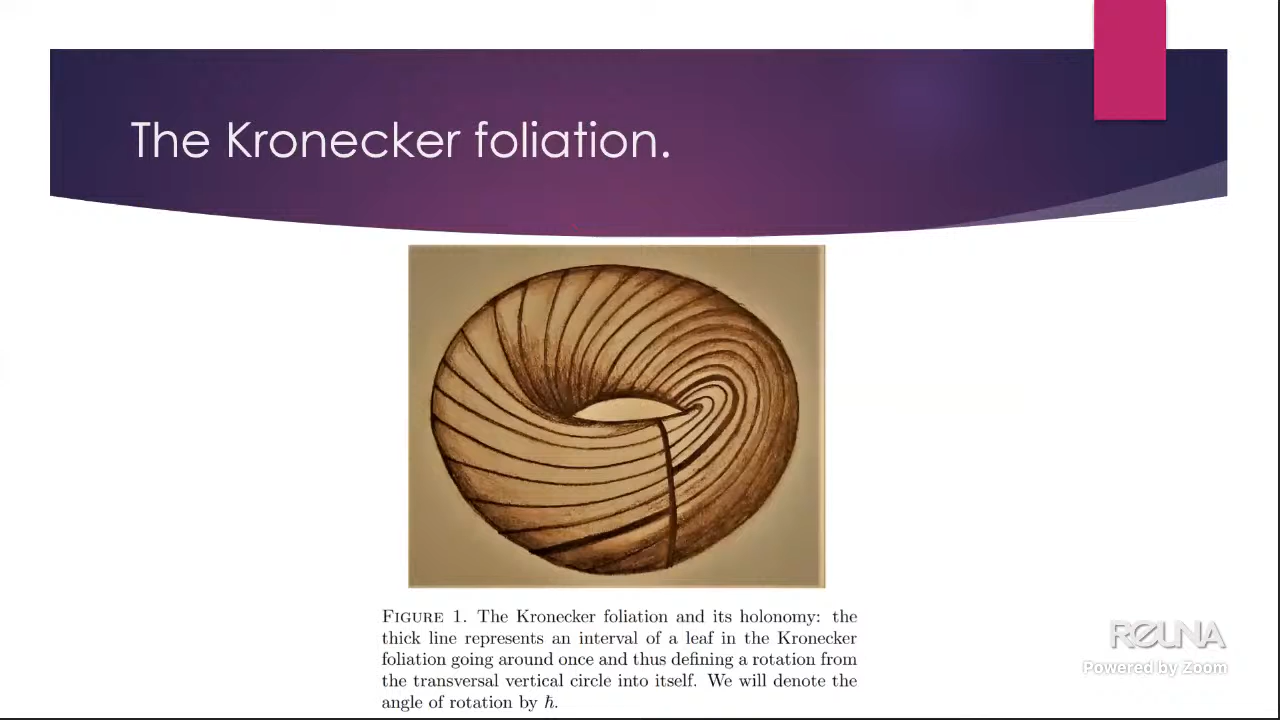 The Kronecker foliation.
FIGURE 1. The Kronecker foliation and its holonomy: the
thick line represents an interval of a leaf in the Kronecker
foliation going around once and thus defining a rotation from
the transversal vertical circle into itself. We will denote the
angle of rotation by ℏ.
REUNA
Powered by Zoom